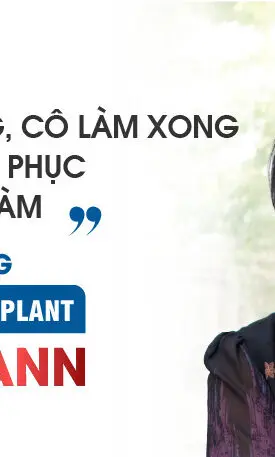 , CÔ LÀM XONG
PHỤC
ÀM ”
G
PLANT
ANN